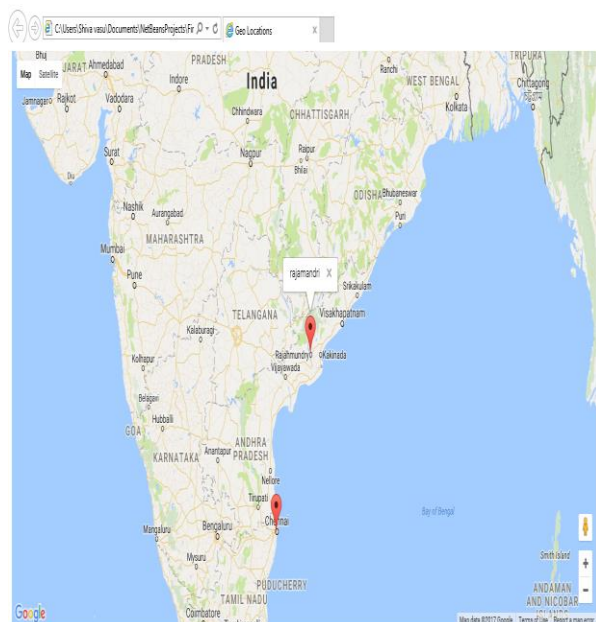 C:\Users\Shiva vasu\Documents\NetBeansProjects\Fir
Geo Locations
Bhuj
Map Satellite
JARAT
Ahmedabad
Indore
PRADESH
India
Ranchi
WEST BENGAL
TRIPURA
Chittagong
Jamnagar
Rajkot
Vadodara
Chhindwara
CHHATTISGARH
Kolkata
Surat
Nagpur
Raipur
Bhilai
Diu
ODISHA
Bhubaneswar
Puri
Nashik
Aurangabad
Mumbai
MAHARASHTRA
Pune
rajamandri
Srikakulam
TELANGANA
Visakhapatnam
Kalaburagi
Rajahmundry
Kakinada
Kolhapur
Vijayawada
Belagavi
Hubballi
GOA
ANDHRA
PRADESH
KARNATAKA
Anantapur
Nellore
Tirupati
Bay of Bengal
Mangaluru
Bengaluru
Chennai
Mysuru
Smith Island
PUDUCHERRY
TAMIL NADU
ANDAMAN
AND NICOBAR
ISLANDS
Coimbatore
Google
Map data ©2017 Google Terms of Use Report a map error